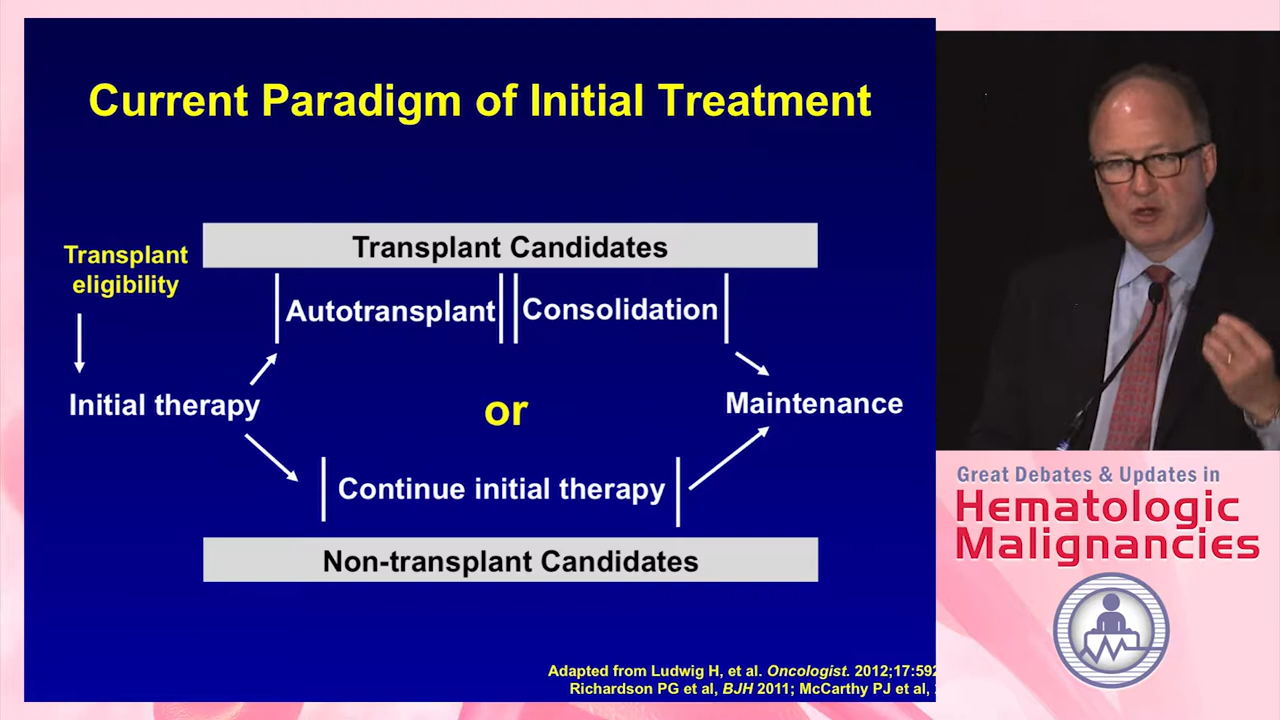 Current Paradigm of Initial Treatment
Transplant
eligibility
Transplant Candidates
Autotransplant
Consolidation
Initial therapy
or
Maintenance
Continue initial therapy
Non-transplant Candidates
Adapted from Ludwig H, et al. Oncologist. 2012;17:592
Richardson PG et al, BJH 2011; McCarthy PJ et al,
Great Debates & Updates in
Hematologic
Malignancies